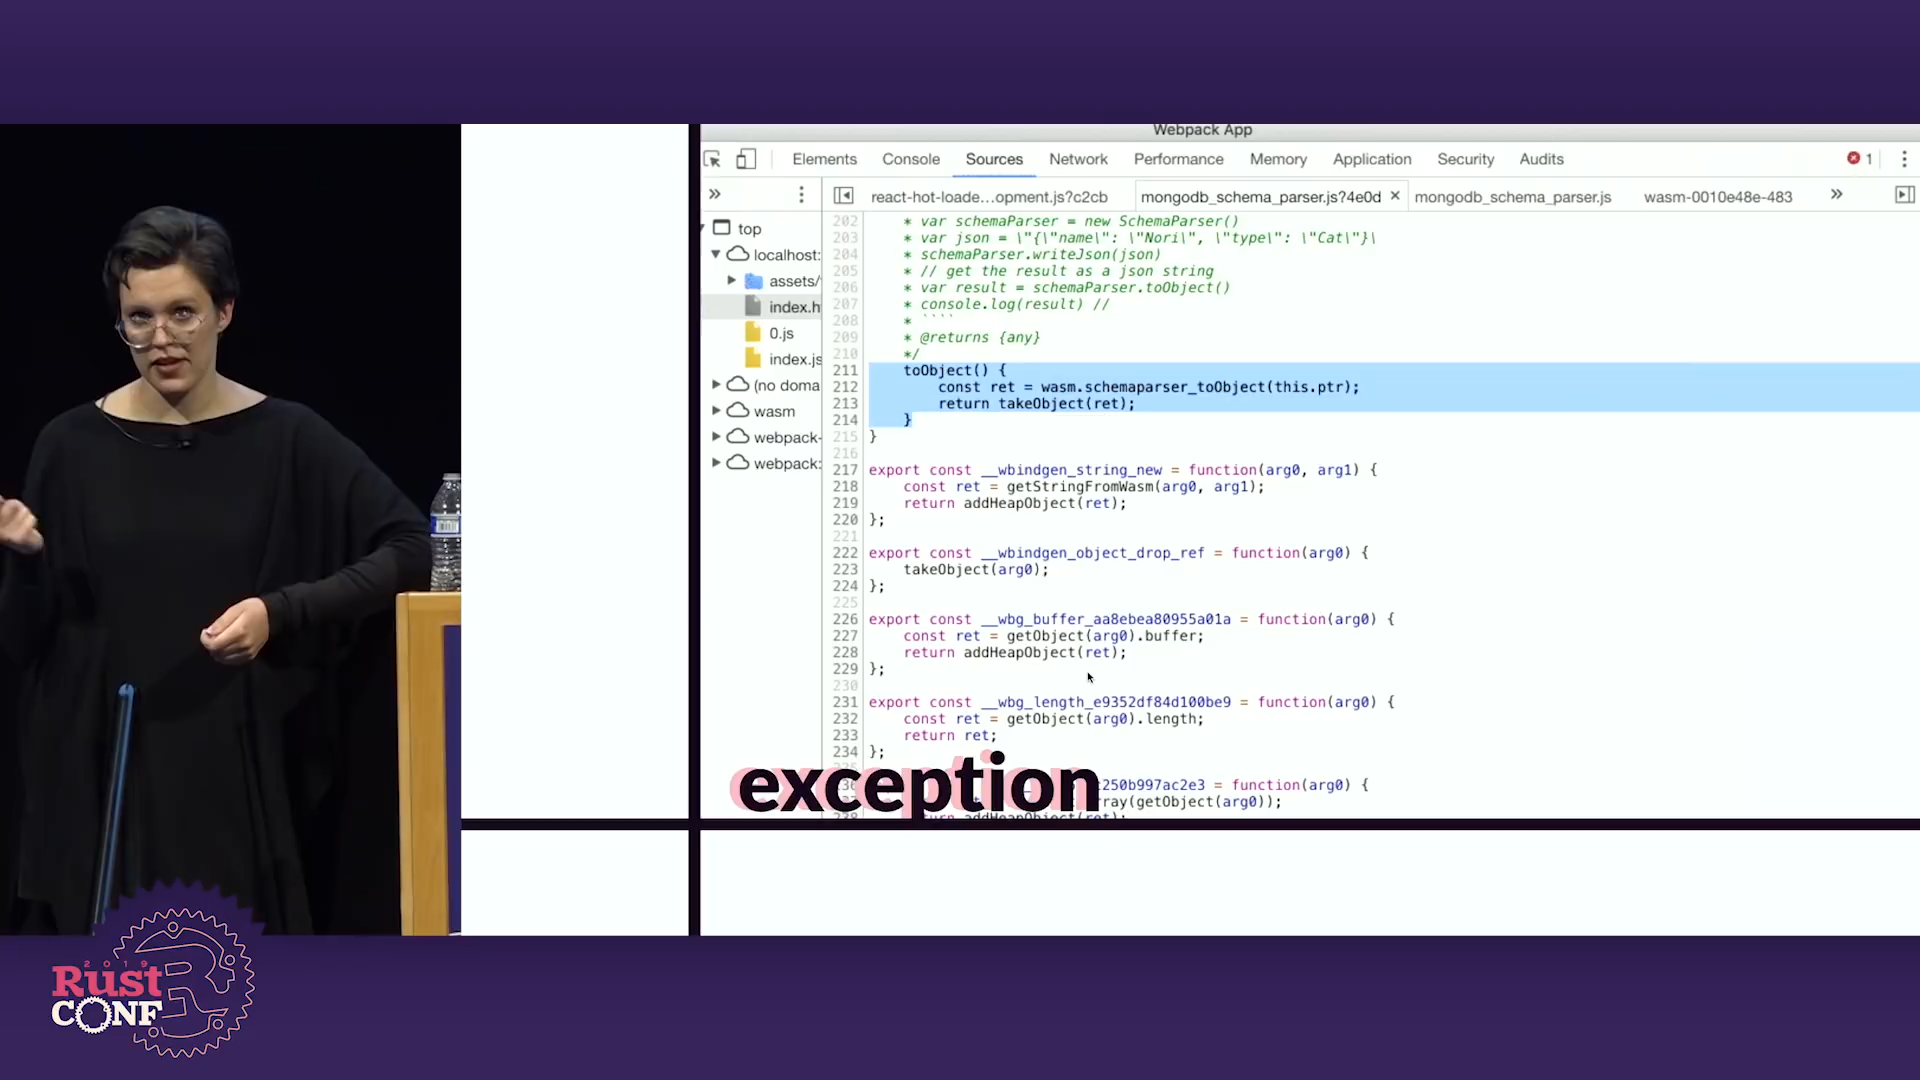 Webpack App
Elements Console Sources Network Performance Memory Application Security Audits 1
react-hot-loade…opment.js?c2cb mongodb_schema_parser.js?4e0d mongodb_schema_parser.js wasm-0010e48e-483
top
localhost:
assets/
index.h
0.js
index.js
(no doma
wasm
webpack-
webpack:
202 * var schemaParser = new SchemaParser()
203 * var json = \"{\"name\": \"Nori\", \"type\": \"Cat\"}\
204 * schemaParser.writeJson(json)
205 * // get the result as a json string
206 * var result = schemaParser.toObject()
207 * console.log(result) //
208 * ````
209 * @returns {any}
210 */
211 toObject() {
212 const ret = wasm.schemaparser_toObject(this.ptr);
213 return takeObject(ret);
214 }
215 }
216
217 export const __wbindgen_string_new = function(arg0, arg1) {
218 const ret = getStringFromWasm(arg0, arg1);
219 return addHeapObject(ret);
220 };
221
222 export const __wbindgen_object_drop_ref = function(arg0) {
223 takeObject(arg0);
224 };
225
226 export const __wbg_buffer_aa8ebea80955a01a = function(arg0) {
227 const ret = getObject(arg0).buffer;
228 return addHeapObject(ret);
229 };
230
231 export const __wbg_length_e9352df84d100be9 = function(arg0) {
232 const ret = getObject(arg0).length;
233 return ret;
234 };
c250b997ac2e3 = function(arg0) {
rray(getObject(arg0));
addHeapObject(ret);
exception
2019
Rust
CONF